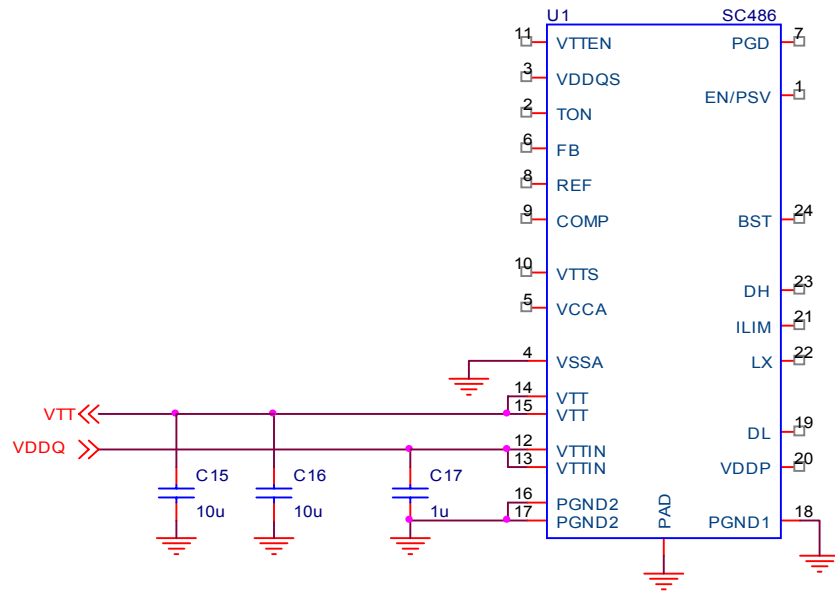 U1 SC486
11 VTTEN PGD 7
3 VDDQS
EN/PSV 1
2 TON
6 FB
8 REF
9 COMP BST 24
10 VTTS
DH 23
5 VCCA
ILIM 21
4 VSSA LX 22
14 VTT
VTT 15 VTT
DL 19
VDDQ 12 VTTIN
13 VTTIN VDDP 20
C15 C16 C17
16 PGND2
10u 10u 1u 17 PGND2 PAD PGND1 18